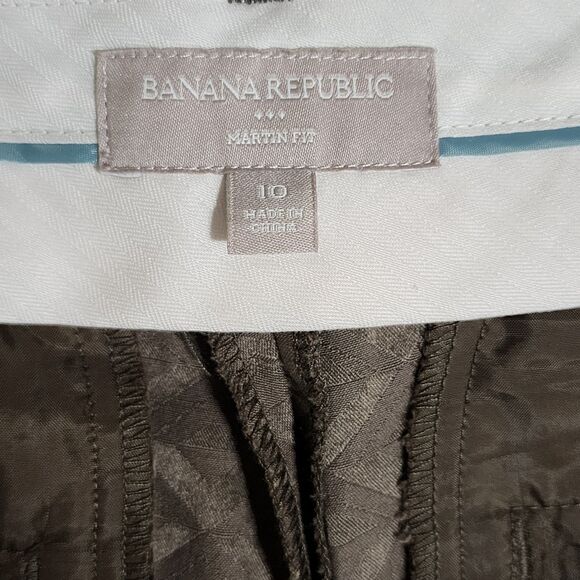 BANANA REPUBLIC
MARTIN FIT
10
MADE IN
CHINA